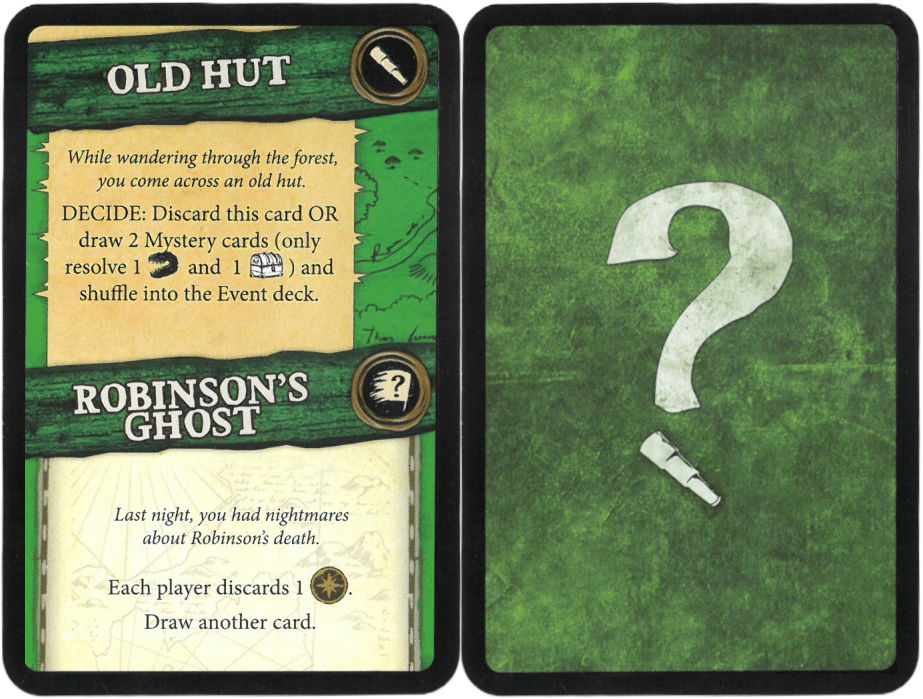 OLD HUT
While wandering through the forest,
you come across an old hut.
DECIDE: Discard this card OR
draw 2 Mystery cards (only
resolve 1 and 1 ) and
shuffle into the Event deck.
?
ROBINSON'S
GHOST
Last night, you had nightmares
about Robinson's death.
Each player discards 1 .
Draw another card.
?